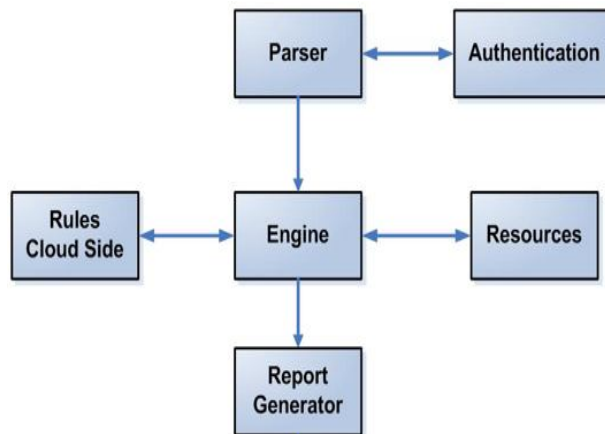 Parser
Authentication
Rules
Cloud Side
Engine
Resources
Report
Generator